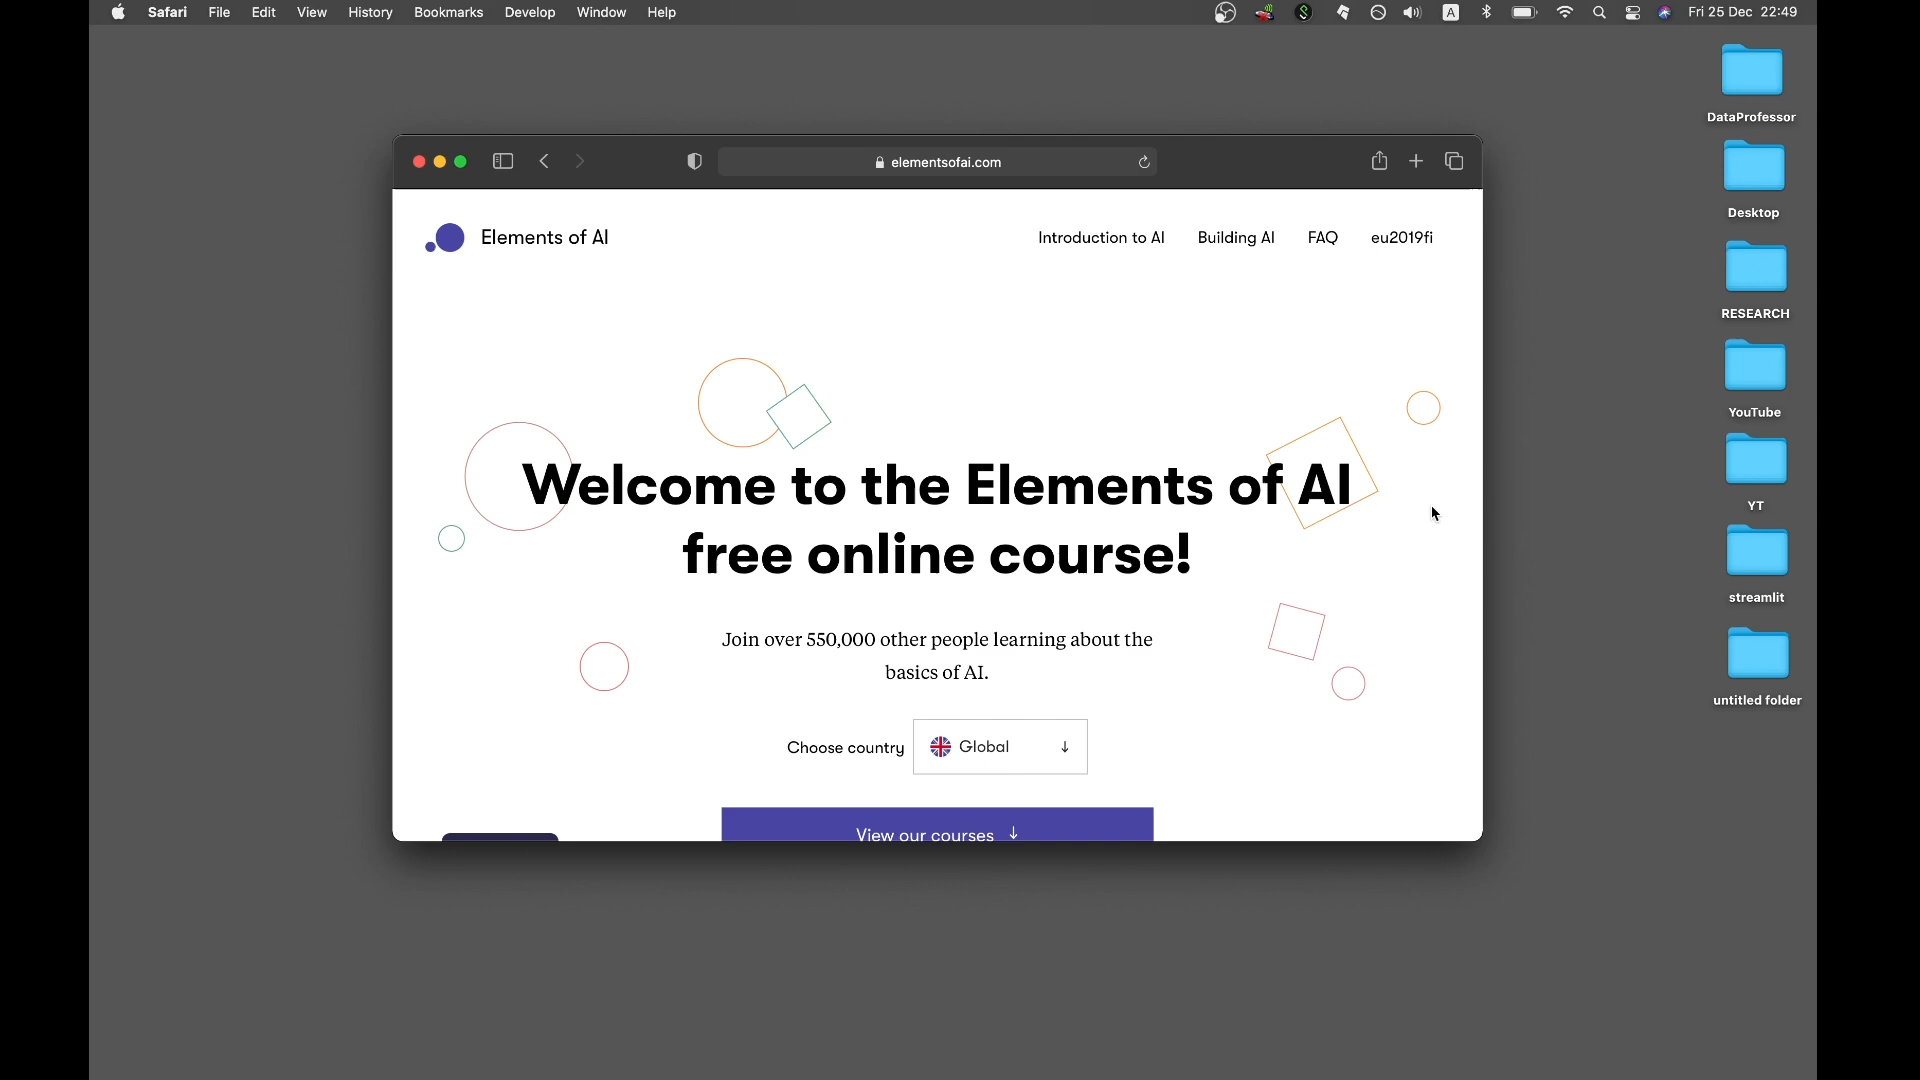 Safari File Edit View History Bookmarks Develop Window Help A Fri 25 Dec 22:49
DataProfessor
Desktop
RESEARCH
YouTube
YT
streamlit
untitled folder
elementsofai.com
Elements of AI Introduction to AI Building AI FAQ eu2019fi
Welcome to the Elements of AI
free online course!
Join over 550,000 other people learning about the
basics of AI.
Choose country Global ↓
View our courses ↓